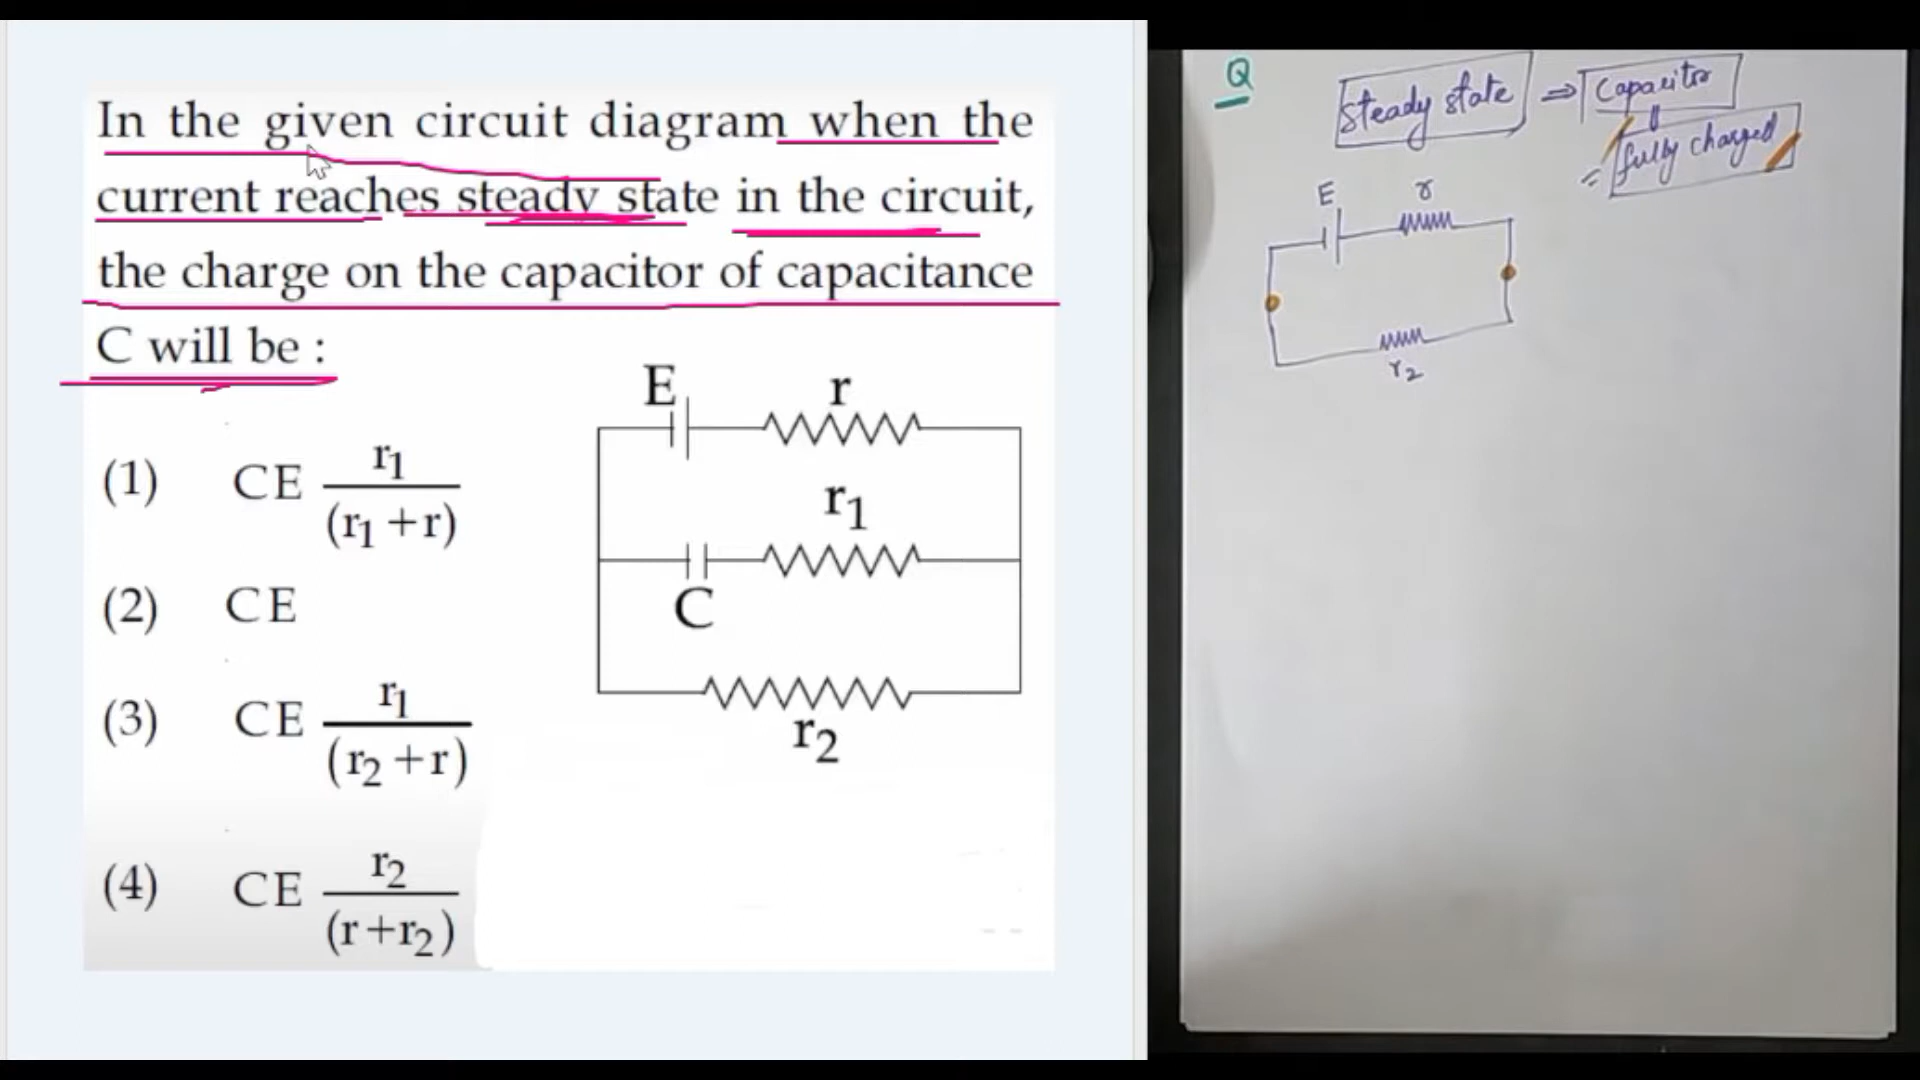 In the given circuit diagram when the
current reaches steady state in the circuit,
the charge on the capacitor of capacitance
C will be :
(1) CE r1
(r1+r)
(2) CE
(3) CE r1
(r2+r)
(4) CE r2
(r+r2)
E r
r1
C
r2
Q
Steady state ⇒ Capacitor
fully charged
E r
r2